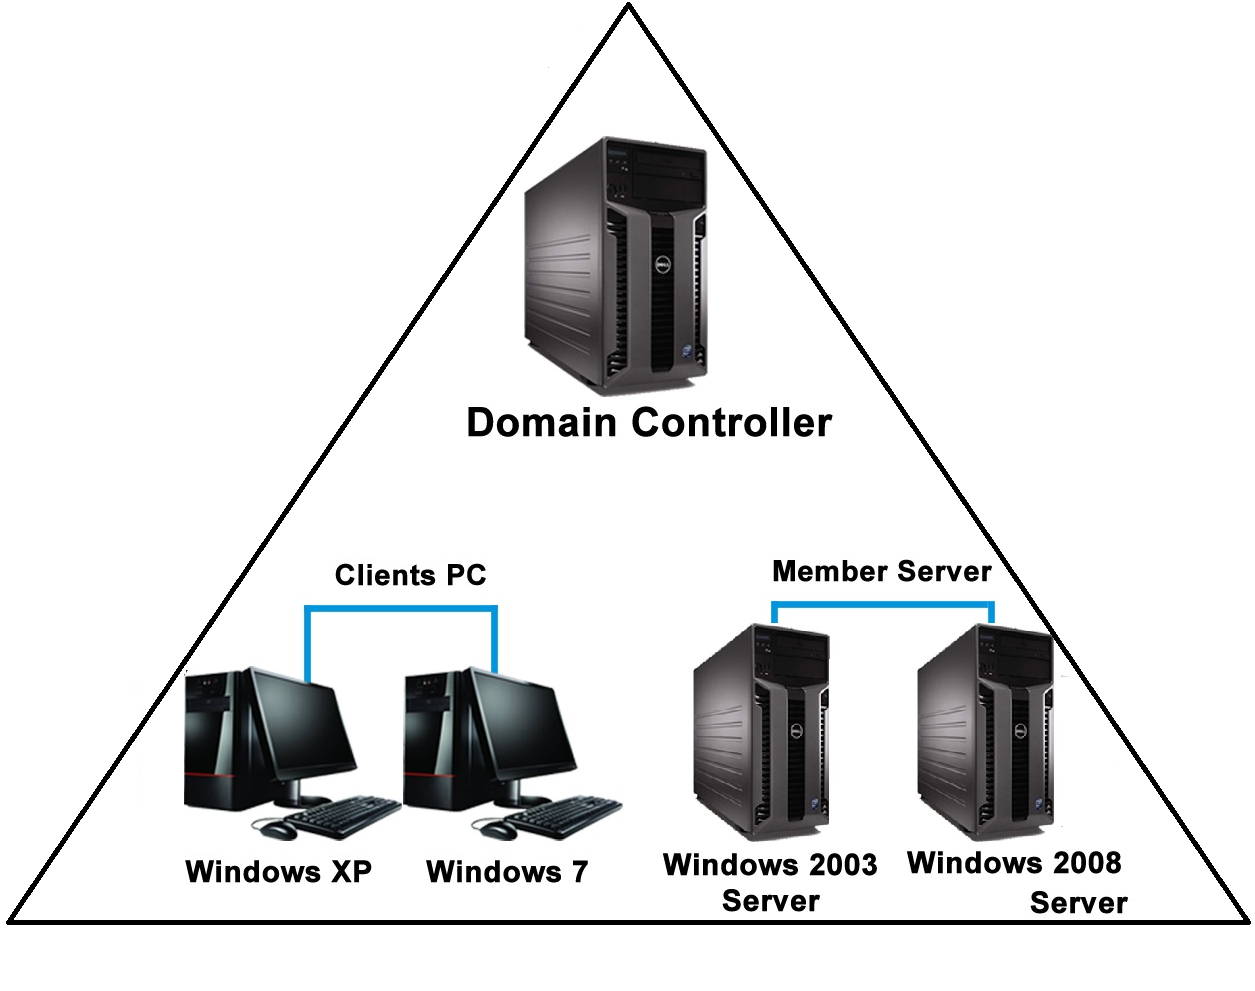 Domain Controller
Clients PC
Member Server
Windows XP
Windows 7
Windows 2003
Server
Windows 2008
Server